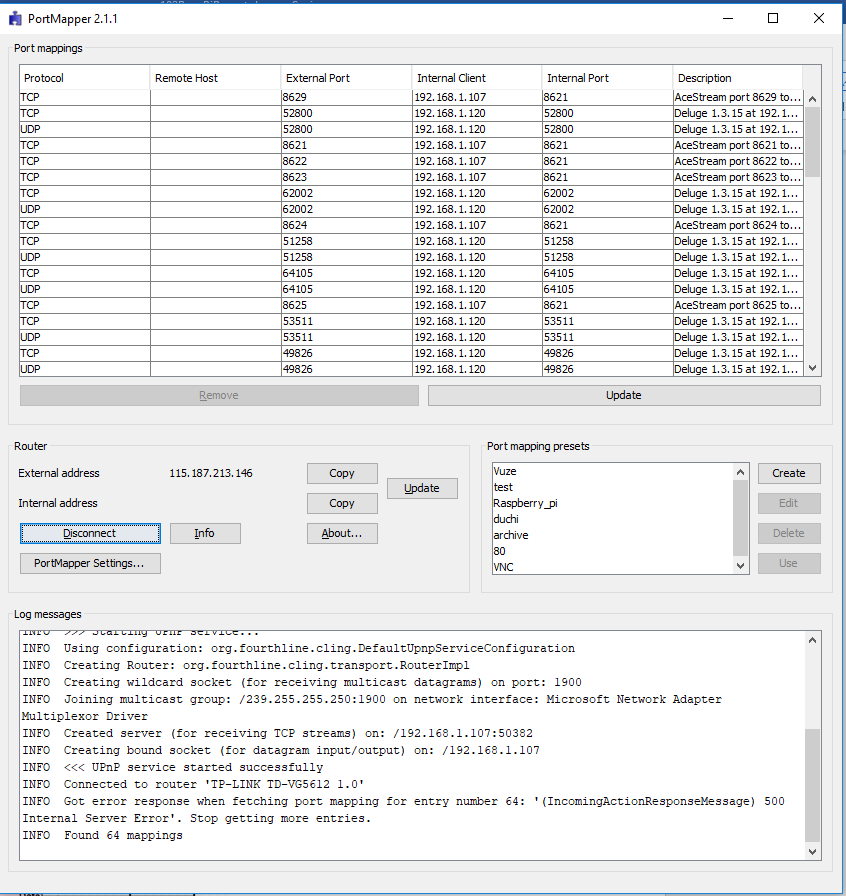 PortMapper 2.1.1
Port mappings
Protocol Remote Host External Port Internal Client Internal Port Description
TCP 8629 192.168.1.107 8621 AceStream port 8629 to...
TCP 52800 192.168.1.120 52800 Deluge 1.3.15 at 192.1...
UDP 52800 192.168.1.120 52800 Deluge 1.3.15 at 192.1...
TCP 8621 192.168.1.107 8621 AceStream port 8621 to...
TCP 8622 192.168.1.107 8621 AceStream port 8622 to...
TCP 8623 192.168.1.107 8621 AceStream port 8623 to...
TCP 62002 192.168.1.120 62002 Deluge 1.3.15 at 192.1...
UDP 62002 192.168.1.120 62002 Deluge 1.3.15 at 192.1...
TCP 8624 192.168.1.107 8621 AceStream port 8624 to...
TCP 51258 192.168.1.120 51258 Deluge 1.3.15 at 192.1...
UDP 51258 192.168.1.120 51258 Deluge 1.3.15 at 192.1...
TCP 64105 192.168.1.120 64105 Deluge 1.3.15 at 192.1...
UDP 64105 192.168.1.120 64105 Deluge 1.3.15 at 192.1...
TCP 8625 192.168.1.107 8621 AceStream port 8625 to...
TCP 53511 192.168.1.120 53511 Deluge 1.3.15 at 192.1...
UDP 53511 192.168.1.120 53511 Deluge 1.3.15 at 192.1...
TCP 49826 192.168.1.120 49826 Deluge 1.3.15 at 192.1...
UDP 49826 192.168.1.120 49826 Deluge 1.3.15 at 192.1...
Remove Update
Router
External address 115.187.213.146 Copy
Update
Internal address Copy
Disconnect Info About...
PortMapper Settings...
Port mapping presets
Vuze
test
Raspberry_pi
duchi
archive
80
VNC
Create
Edit
Delete
Use
Log messages
INFO >>> Starting UPnP service...
INFO Using configuration: org.fourthline.cling.DefaultUpnpServiceConfiguration
INFO Creating Router: org.fourthline.cling.transport.RouterImpl
INFO Creating wildcard socket (for receiving multicast datagrams) on port: 1900
INFO Joining multicast group: /239.255.255.250:1900 on network interface: Microsoft Network Adapter
Multiplexor Driver
INFO Created server (for receiving TCP streams) on: /192.168.1.107:50382
INFO Creating bound socket (for datagram input/output) on: /192.168.1.107
INFO <<< UPnP service started successfully
INFO Connected to router 'TP-LINK TD-VG5612 1.0'
INFO Got error response when fetching port mapping for entry number 64: '(IncomingActionResponseMessage) 500
Internal Server Error'. Stop getting more entries.
INFO Found 64 mappings